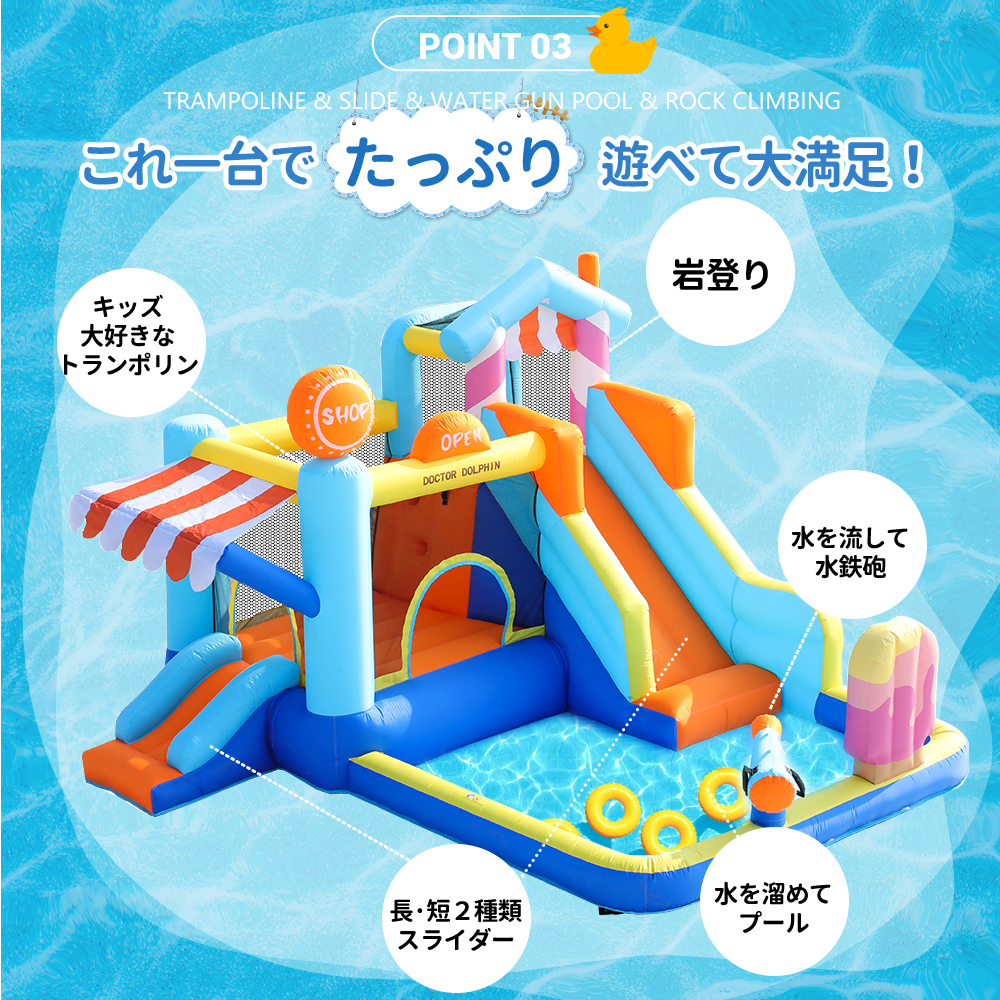 POINT 03
TRAMPOLINE & SLIDE & WATER GUN POOL & ROCK CLIMBING
これ一台で たっぷり 遊べて大満足！
岩登り
キッズ
大好きな
トランポリン
SHOP
OPEN
DOCTOR DOLPHIN
水を流して
水鉄砲
長・短２種類
スライダー
水を溜めて
プール